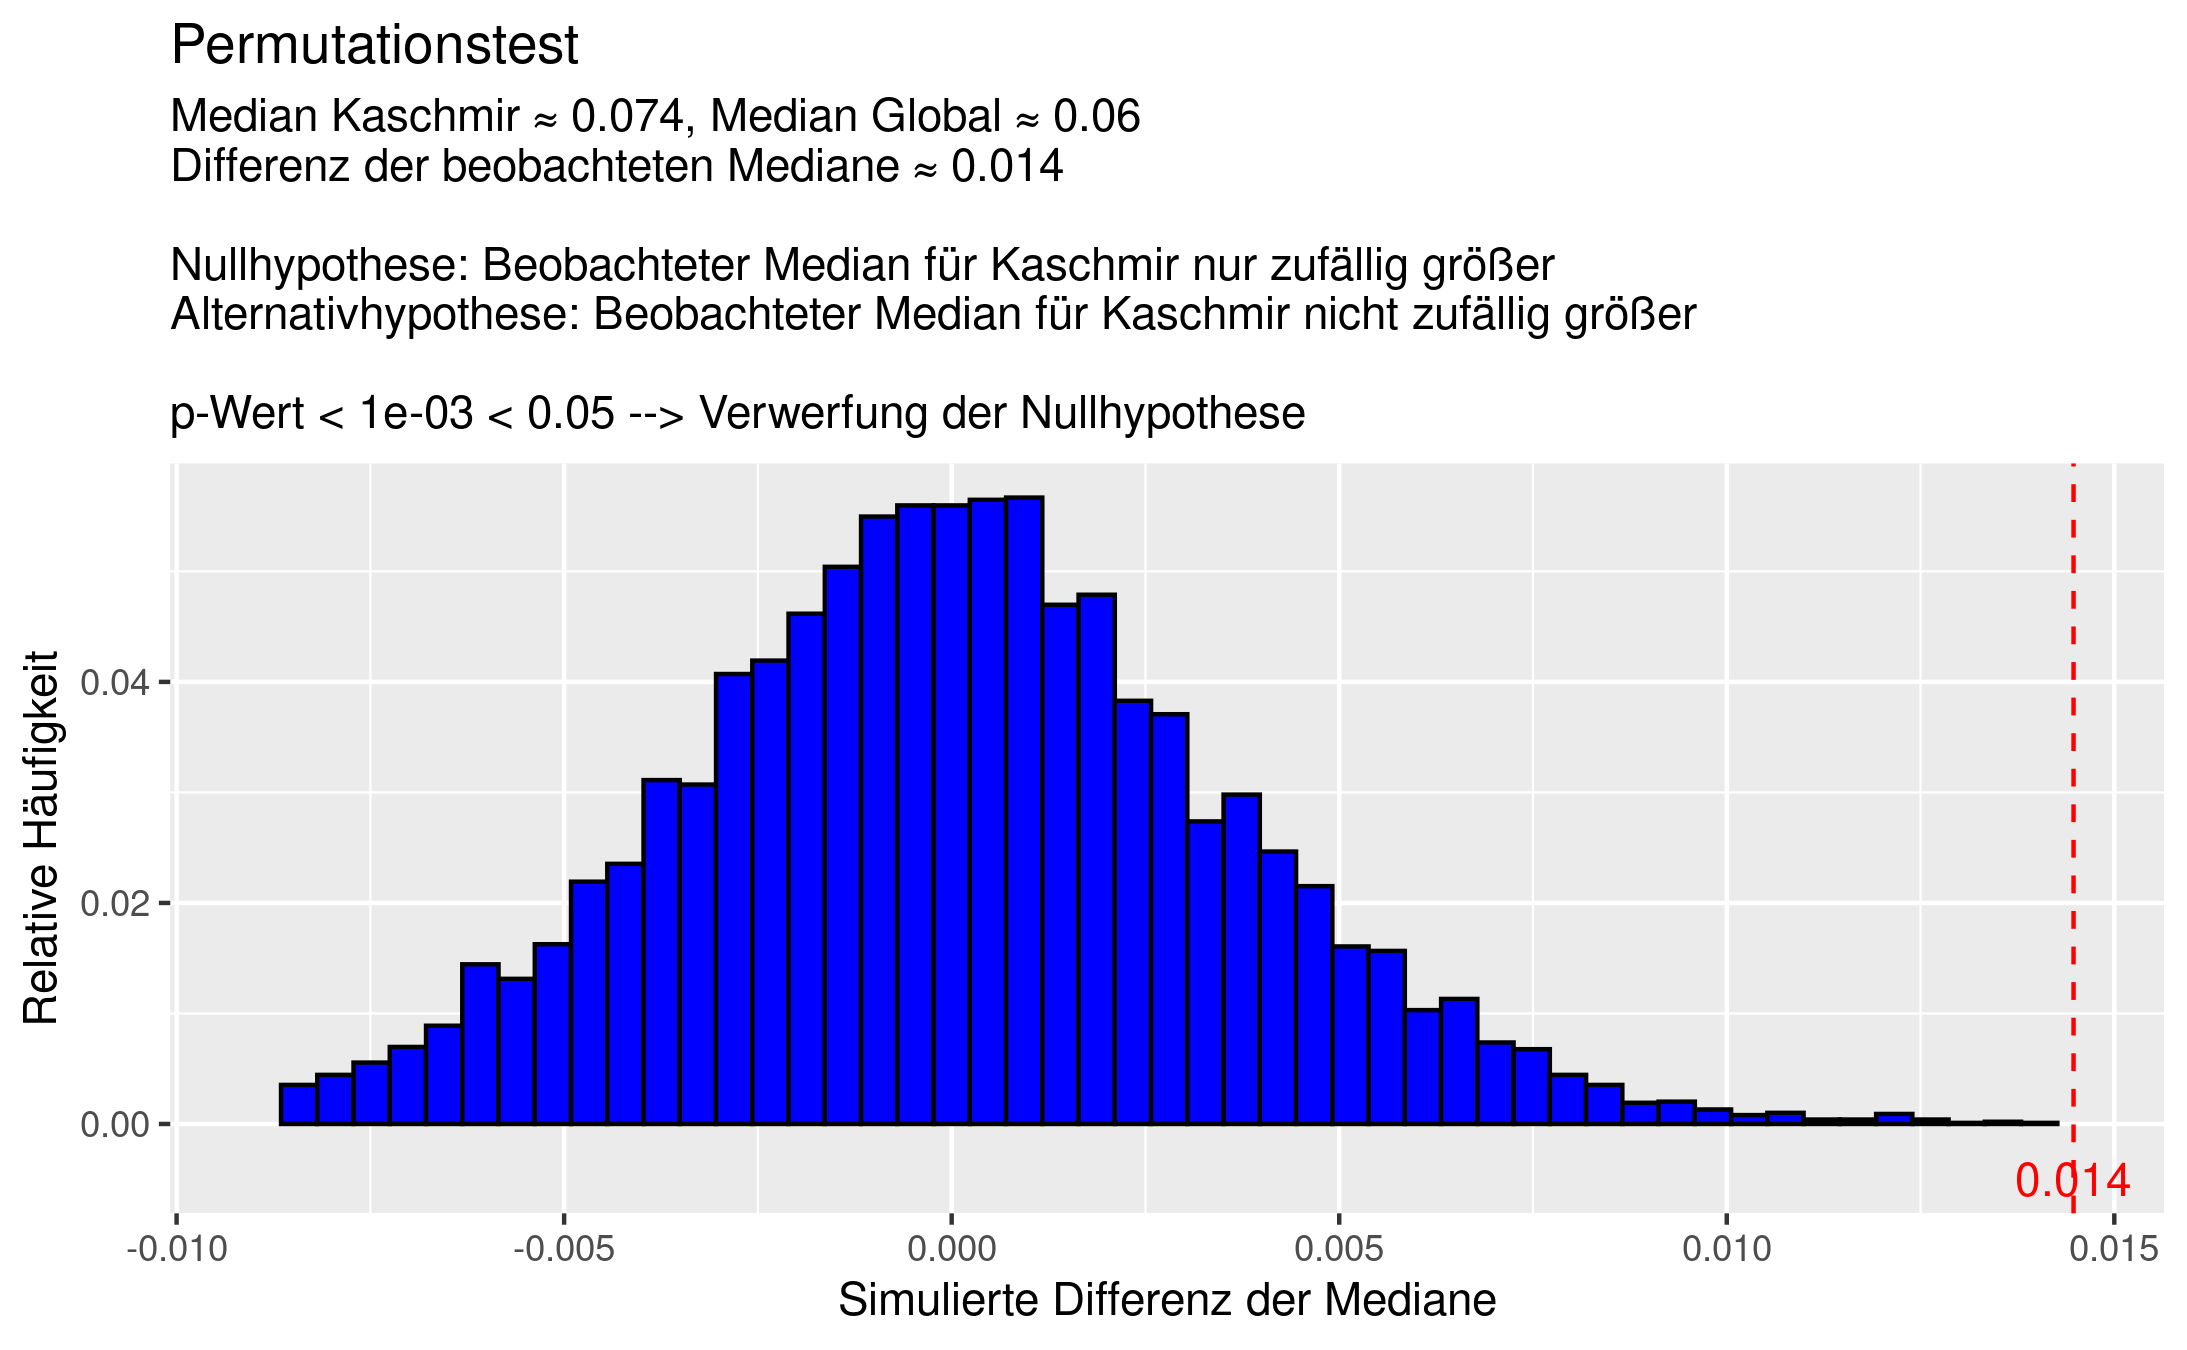 Permutationstest
Median Kaschmir ≈ 0.074, Median Global ≈ 0.06
Differenz der beobachteten Mediane ≈ 0.014
Nullhypothese: Beobachteter Median für Kaschmir nur zufällig größer
Alternativhypothese: Beobachteter Median für Kaschmir nicht zufällig größer
p-Wert < 1e-03 < 0.05 --> Verwerfung der Nullhypothese
Relative Häufigkeit
0.04
0.02
0.00
0.014
-0.010
-0.005
0.000
0.005
0.010
0.015
Simulierte Differenz der Mediane